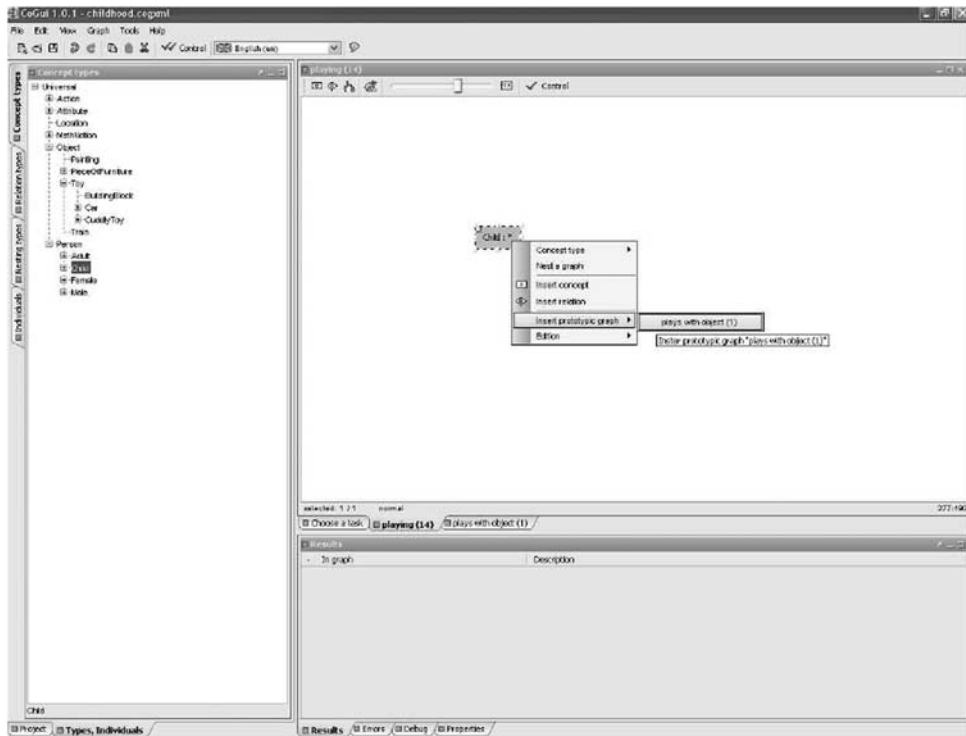 CoGui 1.0.1 - childhood.cogxml
File Edit View Graph Tools Help
Control English (en)
Concept types
Relation types
Nesting types
Individuals
Concept types
Universal
Action
Attribute
Location
Object
Painting
PieceOfFurniture
Toy
BuildingBlock
Car
CuddlyToy
Train
Person
Adult
Child
Female
Male
Child
Project Types, Individuals
playing (14)
Control
Child : *
Concept type
Nest a graph
Insert concept
Insert relation
Insert prototypic graph
Edition
plays with object (1)
Inster prototypic graph "plays with object (1)"
selected: 1 / 1 normal
Choose a task playing (14) plays with object (1)
Results
- In graph Description
Results Errors Debug Properties